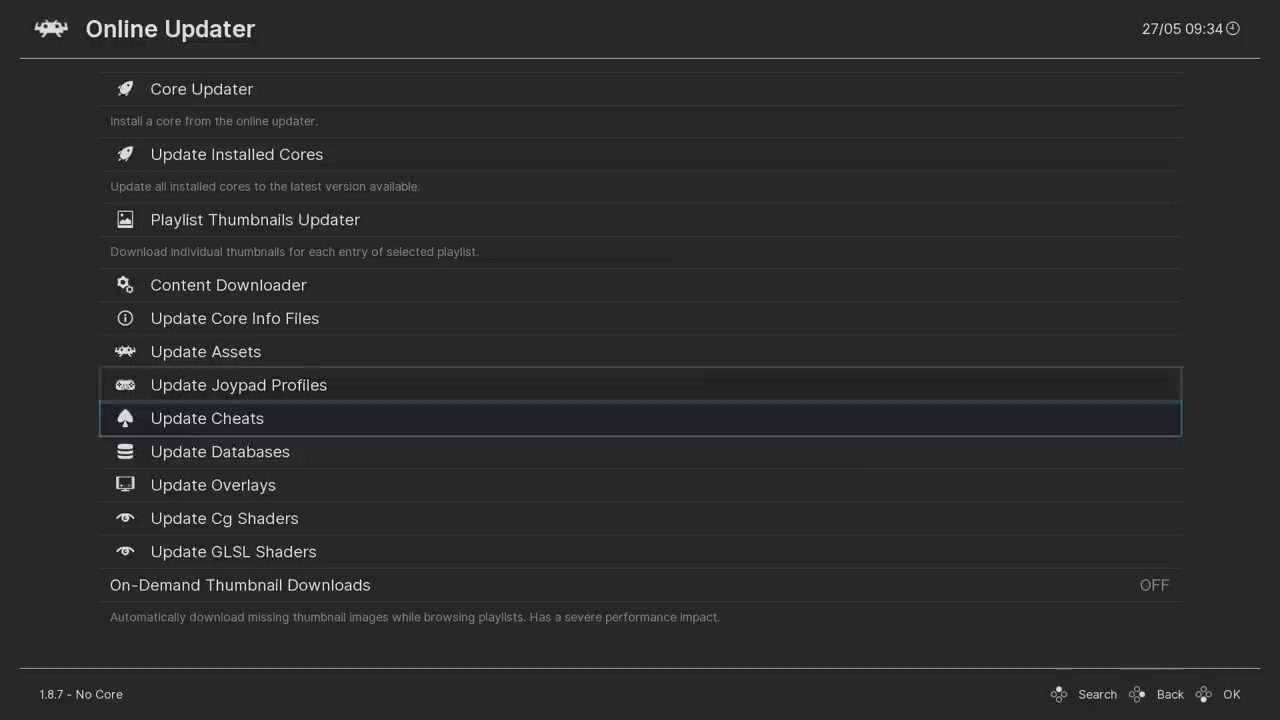 Online Updater
27/05 09:34
Core Updater
Install a core from the online updater.
Update Installed Cores
Update all installed cores to the latest version available.
Playlist Thumbnails Updater
Download individual thumbnails for each entry of selected playlist.
Content Downloader
Update Core Info Files
Update Assets
Update Joypad Profiles
Update Cheats
Update Databases
Update Overlays
Update Cg Shaders
Update GLSL Shaders
On-Demand Thumbnail Downloads OFF
Automatically download missing thumbnail images while browsing playlists. Has a severe performance impact.
1.8.7 - No Core
Search Back OK